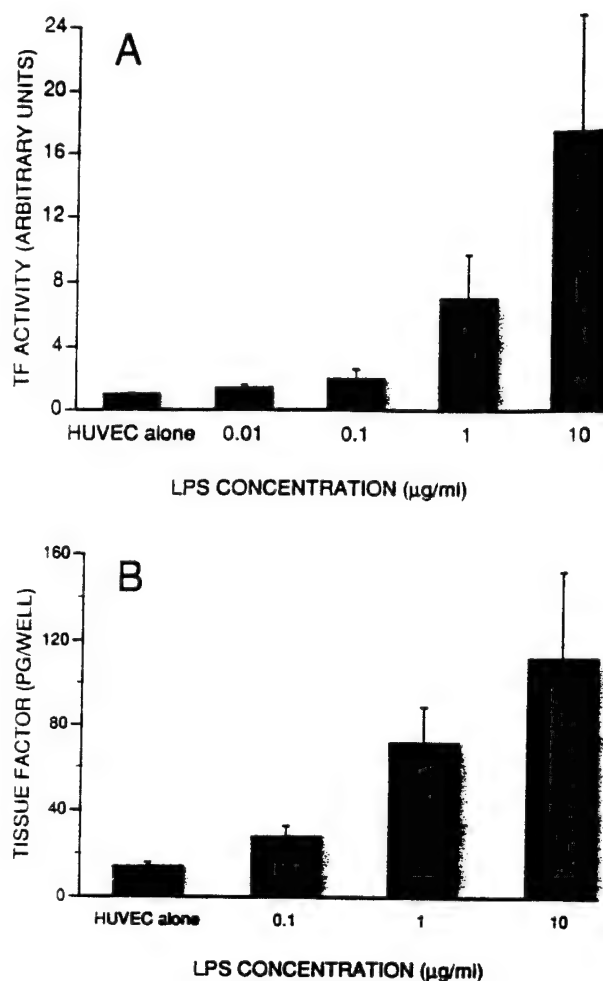 A
TF ACTIVITY (ARBITRARY UNITS)
24
20
16
12
8
4
0
HUVEC alone 0.01 0.1 1 10
LPS CONCENTRATION (µg/ml)
B
TISSUE FACTOR (PG/WELL)
160
120
80
40
0
HUVEC alone 0.1 1 10
LPS CONCENTRATION (µg/ml)